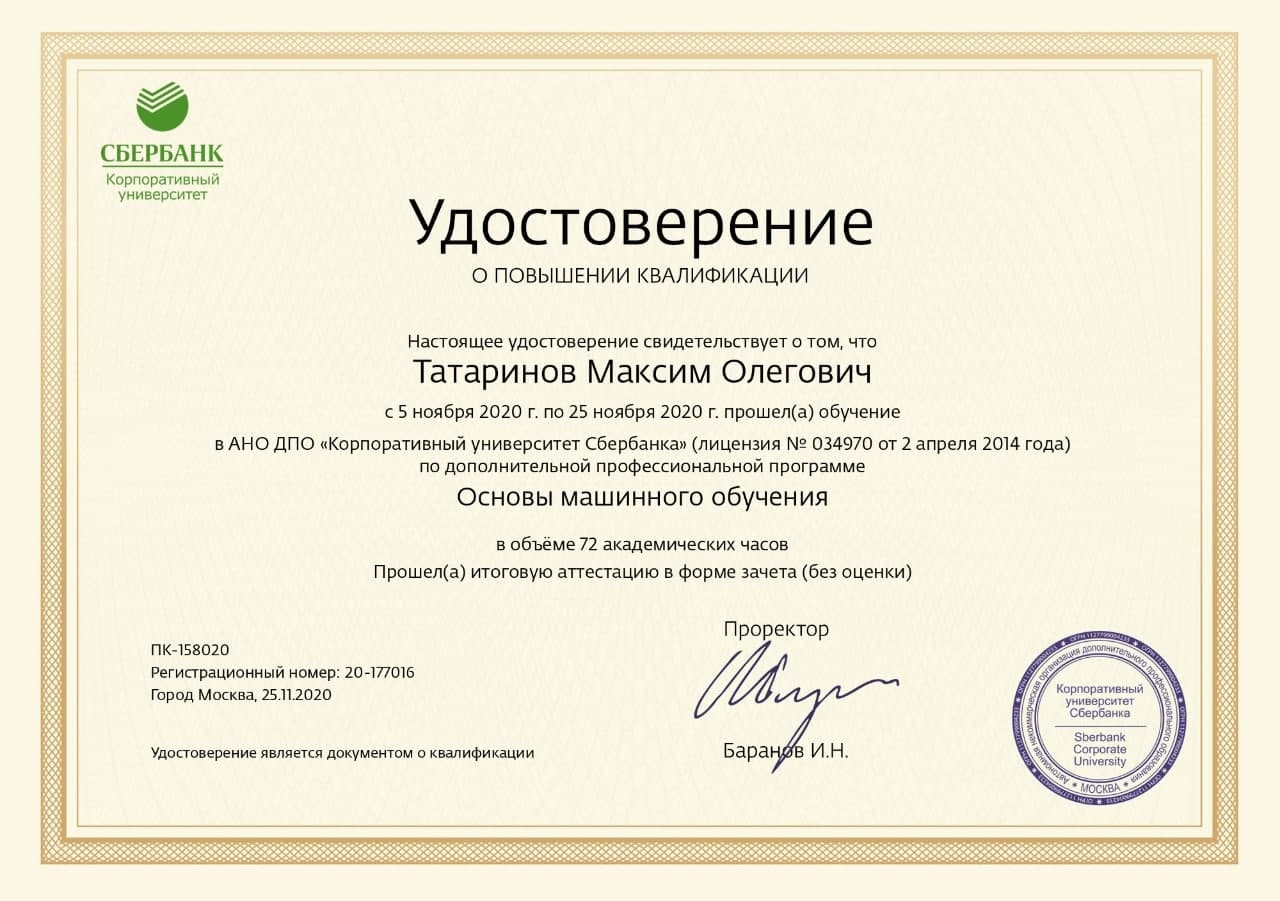 СБЕРБАНК
Корпоративный
университет
Удостоверение
О ПОВЫШЕНИИ КВАЛИФИКАЦИИ
Настоящее удостоверение свидетельствует о том, что
Татаринов Максим Олегович
с 5 ноября 2020 г. по 25 ноября 2020 г. прошел(а) обучение
в АНО ДПО «Корпоративный университет Сбербанка» (лицензия № 034970 от 2 апреля 2014 года)
по дополнительной профессиональной программе
Основы машинного обучения
в объёме 72 академических часов
Прошел(а) итоговую аттестацию в форме зачета (без оценки)
ПК-158020
Регистрационный номер: 20-177016
Город Москва, 25.11.2020
Удостоверение является документом о квалификации
Проректор
Баранов И.Н.
Автономная некоммерческая организация дополнительного профессионального образования
* МОСКВА *
Корпоративный
университет
Сбербанка
Sberbank
Corporate
University